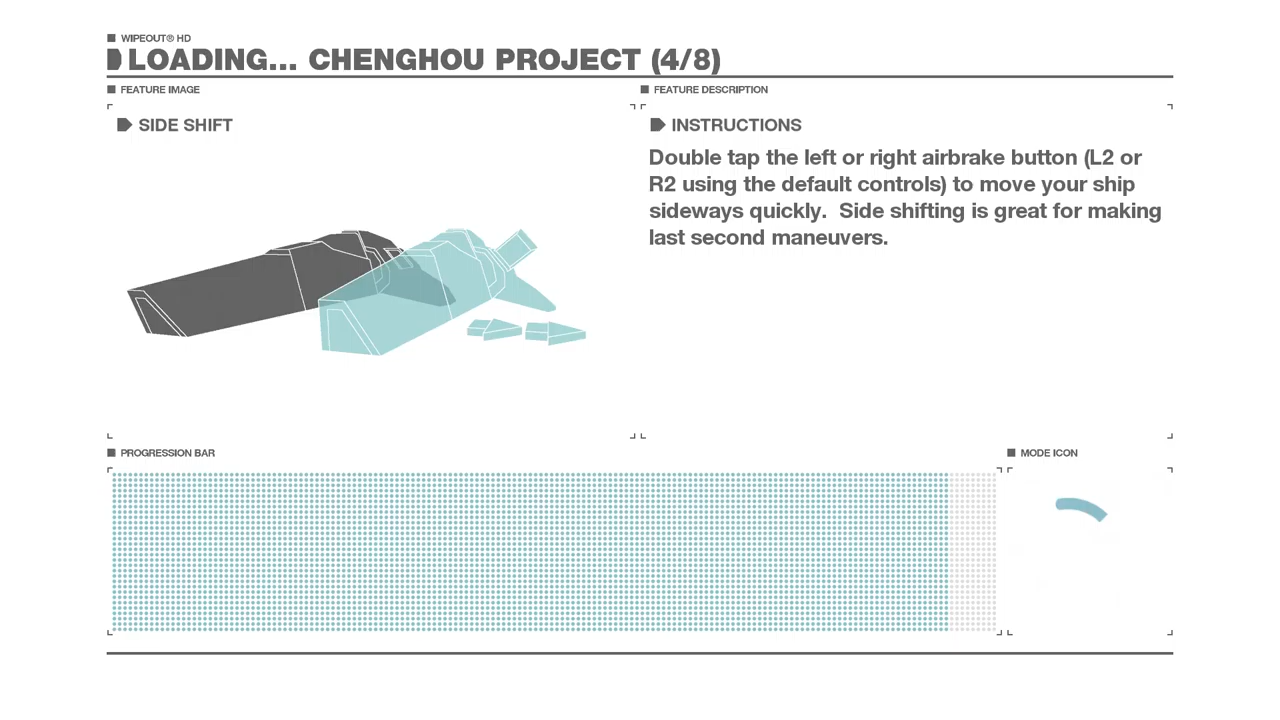 WIPEOUT® HD
LOADING... CHENGHOU PROJECT (4/8)
FEATURE IMAGE
FEATURE DESCRIPTION
SIDE SHIFT
INSTRUCTIONS
Double tap the left or right airbrake button (L2 or
R2 using the default controls) to move your ship
sideways quickly.  Side shifting is great for making
last second maneuvers.
PROGRESSION BAR
MODE ICON